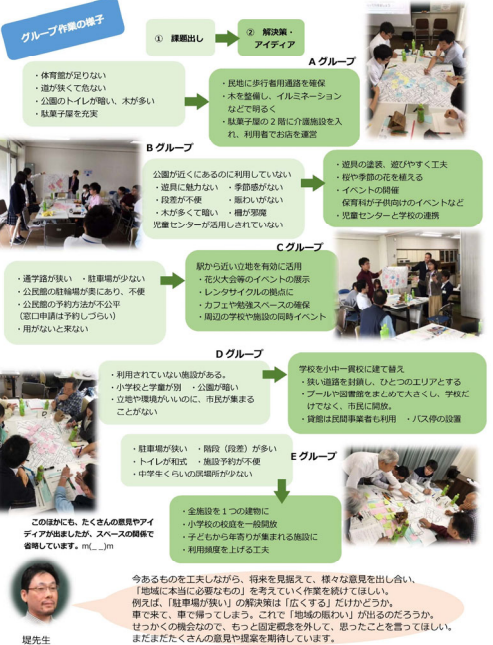 グループ作業の様子
① 課題出し
② 解決策・
アイディア
A グループ
・体育館が足りない
・道が狭くて危ない
・公園のトイレが暗い、木が多い
・駄菓子屋を充実
・民地に歩行者用通路を確保
・木を整備し、イルミネーション
などで明るく
・駄菓子屋の2階に介護施設を入
れ、利用者でお店を運営
B グループ
公園が近くにあるのに利用していない
・遊具に魅力ない ・季節感がない
・段差が不便 ・賑わいがない
・木が多くて暗い ・柵が邪魔
児童センターが活用しきれていない
・遊具の塗装、遊びやすく工夫
・桜や季節の花を植える
・イベントの開催
保育科が子供向けのイベントなど
・児童センターと学校の連携
C グループ
・通学路が狭い ・駐車場が少ない
・公民館の駐輪場が奥にあり、不便
・公民館の予約方法が不公平
（窓口申請は予約しづらい）
・用がないと来ない
駅から近い立地を有効に活用
・花火大会等のイベントの展示
・レンタサイクルの拠点に
・カフェや勉強スペースの確保
・周辺の学校や施設の同時イベント
D グループ
・利用されていない施設がある。
・小学校と学童が別 ・公園が暗い
・立地や環境がいいのに、市民が集まる
ことがない
学校を小中一貫校に建て替え
・狭い道路を封鎖し、ひとつのエリアとする
・プールや図書館をまとめて大きくし、学校だ
けでなく、市民に開放。
・貸館は民間事業者も利用 ・バス停の設置
E グループ
・駐車場が狭い ・階段（段差）が多い
・トイレが和式 ・施設予約が不便
・中学生くらいの居場所が少ない
・全施設を1つの建物に
・小学校の校庭を一般開放
・子どもから年寄りが集まれる施設に
・利用頻度を上げる工夫
このほかにも、たくさんの意見やアイ
ディアが出ましたが、スペースの関係で
省略しています。m(_ _)m
今あるものを工夫しながら、将来を見据えて、様々な意見を出し合い、
「地域に本当に必要なもの」を考えていく作業を続けてほしい。
例えば、「駐車場が狭い」の解決は「広くする」だけかどうか。
車で来て、車で帰ってしまう。これで「地域の賑わい」が出るのだろうか。
せっかくの機会なので、もっと固定概念を外して、思ったことを言ってほしい。
まだまだたくさんの意見や提案を期待しています。
堤先生